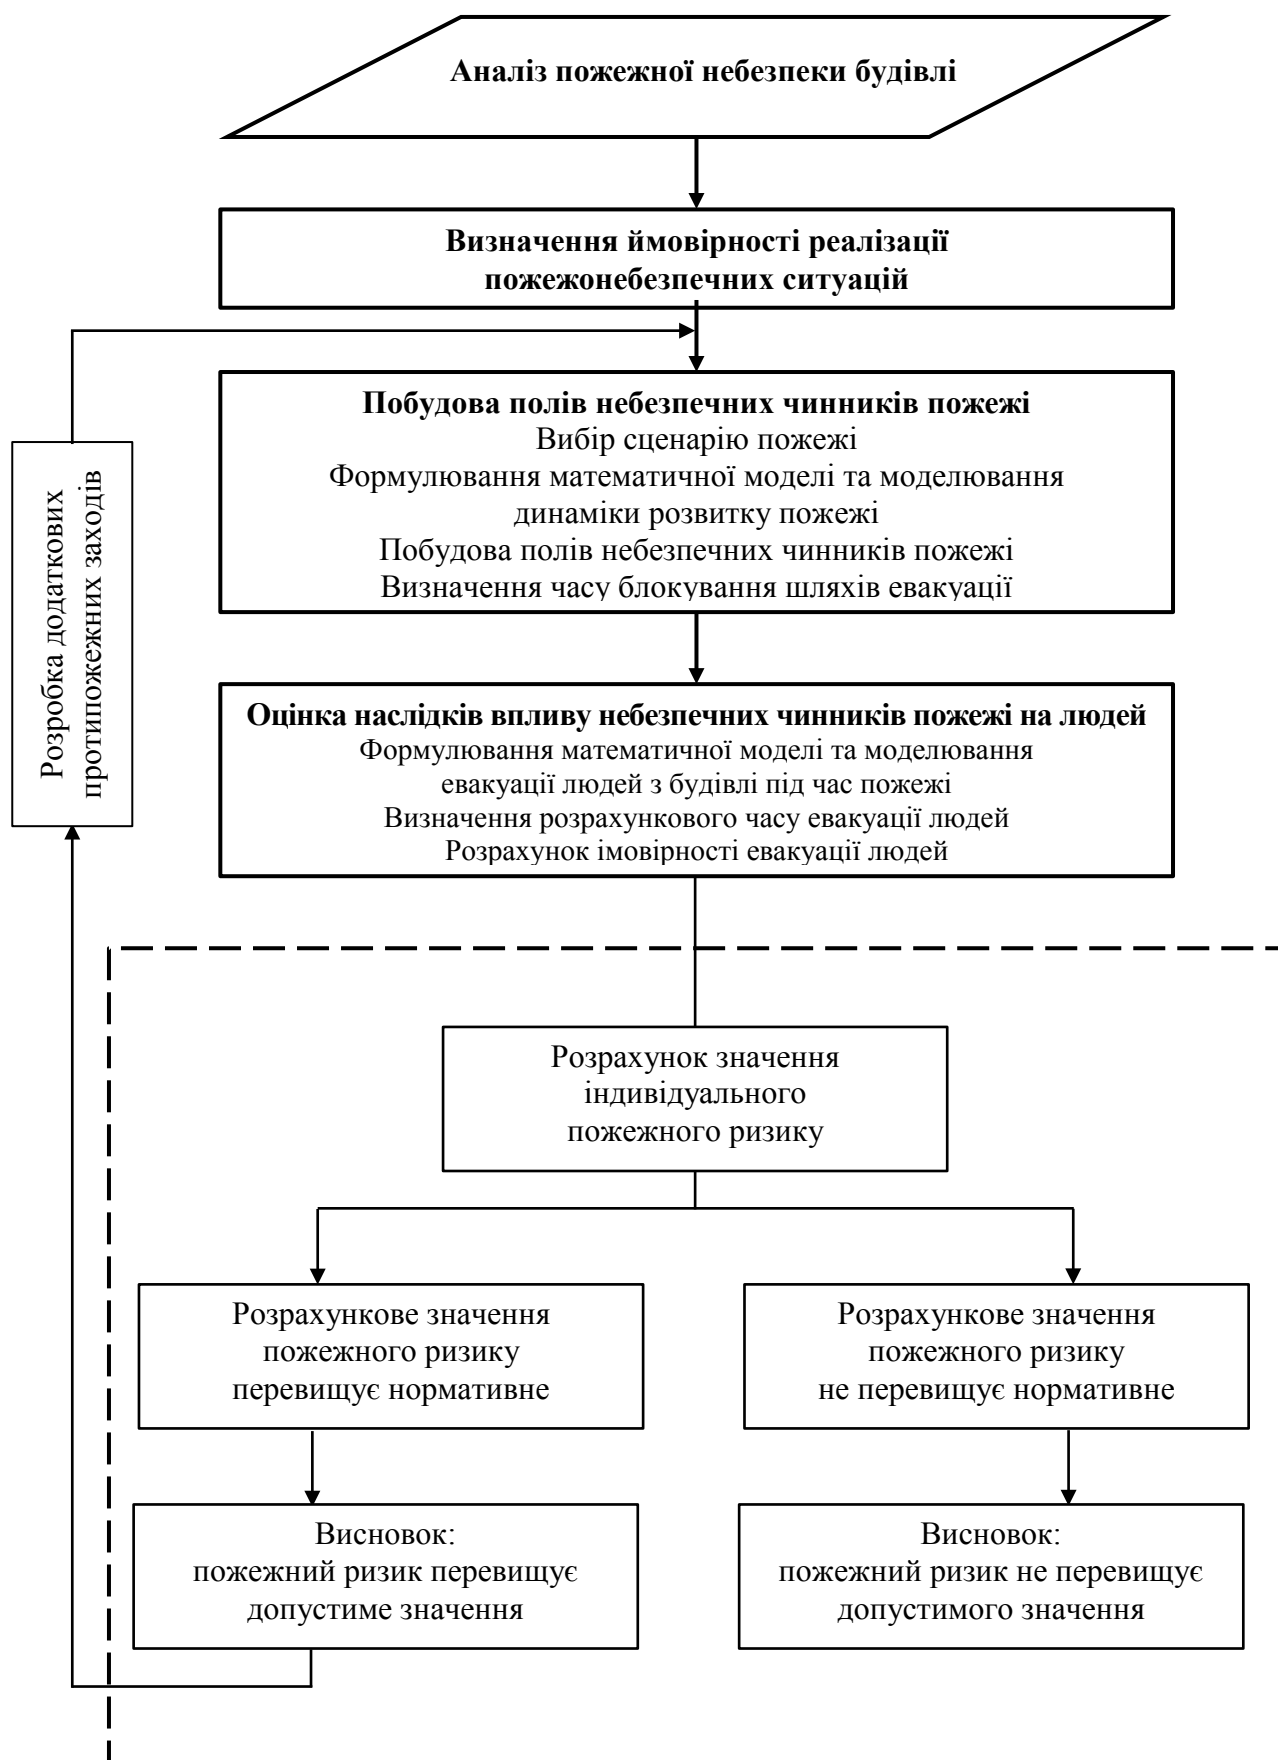 Аналіз пожежної небезпеки будівлі
Визначення ймовірності реалізації
пожежонебезпечних ситуацій
Побудова полів небезпечних чинників пожежі
Вибір сценарію пожежі
Формулювання математичної моделі та моделювання
динаміки розвитку пожежі
Побудова полів небезпечних чинників пожежі
Визначення часу блокування шляхів евакуації
Розробка додаткових
протипожежних заходів
Оцінка наслідків впливу небезпечних чинників пожежі на людей
Формулювання математичної моделі та моделювання
евакуації людей з будівлі під час пожежі
Визначення розрахункового часу евакуації людей
Розрахунок імовірності евакуації людей
Розрахунок значення
індивідуального
пожежного ризику
Розрахункове значення
пожежного ризику
перевищує нормативне
Розрахункове значення
пожежного ризику
не перевищує нормативне
Висновок:
пожежний ризик перевищує
допустиме значення
Висновок:
пожежний ризик не перевищує
допустимого значення